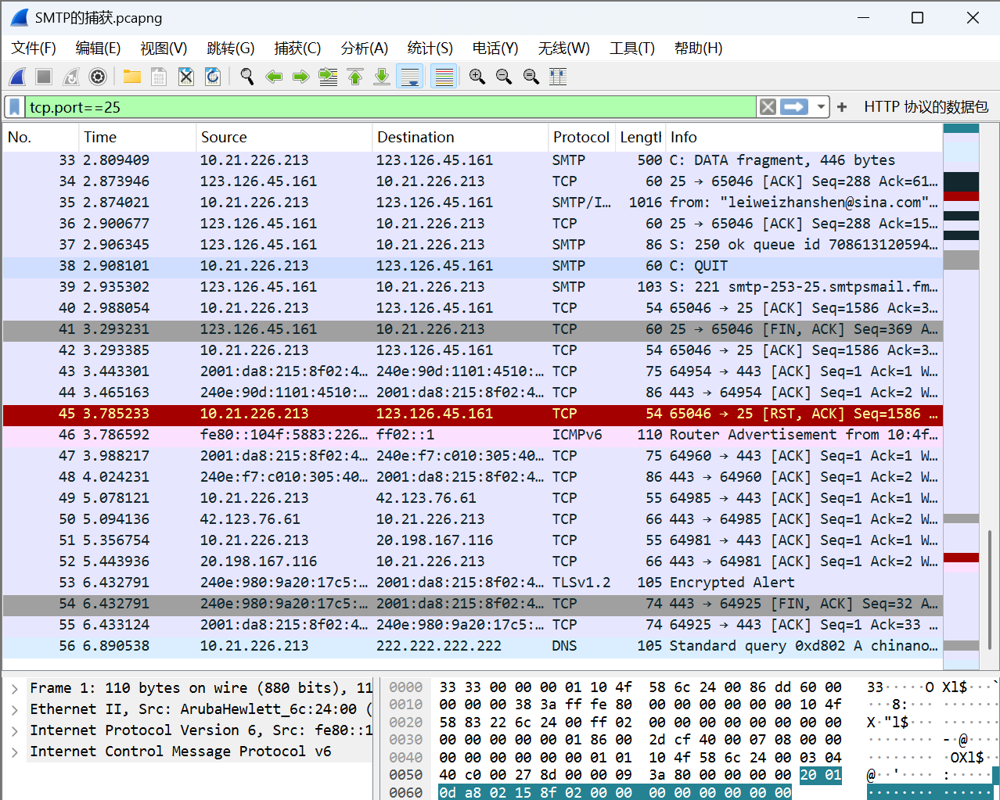 SMTP的捕获.pcapng
文件(F) 编辑(E) 视图(V) 跳转(G) 捕获(C) 分析(A) 统计(S) 电话(Y) 无线(W) 工具(T) 帮助(H)
tcp.port==25 + HTTP 协议的数据包
No. Time Source Destination Protocol Length Info
33 2.809409 10.21.226.213 123.126.45.161 SMTP 500 C: DATA fragment, 446 bytes
34 2.873946 123.126.45.161 10.21.226.213 TCP 60 25 → 65046 [ACK] Seq=288 Ack=61…
35 2.874021 10.21.226.213 123.126.45.161 SMTP/I… 1016 from: "leiweizhanshen@sina.com"…
36 2.900677 123.126.45.161 10.21.226.213 TCP 60 25 → 65046 [ACK] Seq=288 Ack=15…
37 2.906345 123.126.45.161 10.21.226.213 SMTP 86 S: 250 ok queue id 708613120594…
38 2.908101 10.21.226.213 123.126.45.161 SMTP 60 C: QUIT
39 2.935302 123.126.45.161 10.21.226.213 SMTP 103 S: 221 smtp-253-25.smtpsmail.fm…
40 2.988054 10.21.226.213 123.126.45.161 TCP 54 65046 → 25 [ACK] Seq=1586 Ack=3…
41 3.293231 123.126.45.161 10.21.226.213 TCP 60 25 → 65046 [FIN, ACK] Seq=369 A…
42 3.293385 10.21.226.213 123.126.45.161 TCP 54 65046 → 25 [ACK] Seq=1586 Ack=3…
43 3.443301 2001:da8:215:8f02:4… 240e:90d:1101:4510:… TCP 75 64954 → 443 [ACK] Seq=1 Ack=1 W…
44 3.465163 240e:90d:1101:4510:… 2001:da8:215:8f02:4… TCP 86 443 → 64954 [ACK] Seq=1 Ack=2 W…
45 3.785233 10.21.226.213 123.126.45.161 TCP 54 65046 → 25 [RST, ACK] Seq=1586 …
46 3.786592 fe80::104f:5883:226… ff02::1 ICMPv6 110 Router Advertisement from 10:4f…
47 3.988217 2001:da8:215:8f02:4… 240e:f7:c010:305:40… TCP 75 64960 → 443 [ACK] Seq=1 Ack=1 W…
48 4.024231 240e:f7:c010:305:40… 2001:da8:215:8f02:4… TCP 86 443 → 64960 [ACK] Seq=1 Ack=2 W…
49 5.078121 10.21.226.213 42.123.76.61 TCP 55 64985 → 443 [ACK] Seq=1 Ack=1 W…
50 5.094136 42.123.76.61 10.21.226.213 TCP 66 443 → 64985 [ACK] Seq=1 Ack=2 W…
51 5.356754 10.21.226.213 20.198.167.116 TCP 55 64981 → 443 [ACK] Seq=1 Ack=1 W…
52 5.443936 20.198.167.116 10.21.226.213 TCP 66 443 → 64981 [ACK] Seq=1 Ack=2 W…
53 6.432791 240e:980:9a20:17c5:… 2001:da8:215:8f02:4… TLSv1.2 105 Encrypted Alert
54 6.432791 240e:980:9a20:17c5:… 2001:da8:215:8f02:4… TCP 74 443 → 64925 [FIN, ACK] Seq=32 A…
55 6.433124 2001:da8:215:8f02:4… 240e:980:9a20:17c5:… TCP 74 64925 → 443 [ACK] Seq=1 Ack=33 …
56 6.890538 10.21.226.213 222.222.222.222 DNS 105 Standard query 0xd802 A chinano…
Frame 1: 110 bytes on wire (880 bits), 11
Ethernet II, Src: ArubaHewlett_6c:24:00 (
Internet Protocol Version 6, Src: fe80::1
Internet Control Message Protocol v6
0000 33 33 00 00 00 01 10 4f 58 6c 24 00 86 dd 60 00 33·····O Xl$···`
0010 00 00 00 38 3a ff fe 80 00 00 00 00 00 00 10 4f ···8:··· ·······
0020 58 83 22 6c 24 00 ff 02 00 00 00 00 00 00 00 00 X·"l$··· ········
0030 00 00 00 00 00 01 86 00 2d cf 40 00 07 08 00 00 ········ -·@·····
0040 00 00 00 00 00 00 01 01 10 4f 58 6c 24 00 03 04 ········ ·OXl$···
0050 40 c0 00 27 8d 00 00 09 3a 80 00 00 00 00 20 01 @··'···· :·····
0060 0d a8 02 15 8f 02 00 00 00 00 00 00 00 00 ········ ······